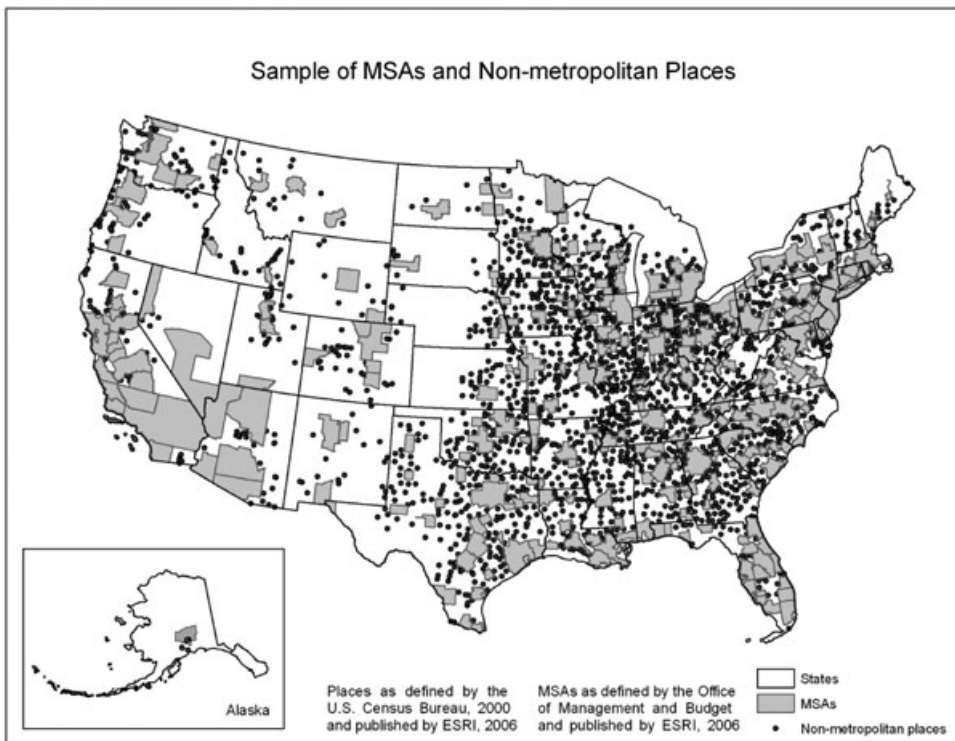 Sample of MSAs and Non-metropolitan Places
Alaska
Places as defined by the
U.S. Census Bureau, 2000
and published by ESRI, 2006
MSAs as defined by the Office
of Management and Budget
and published by ESRI, 2006
States
MSAs
Non-metropolitan places